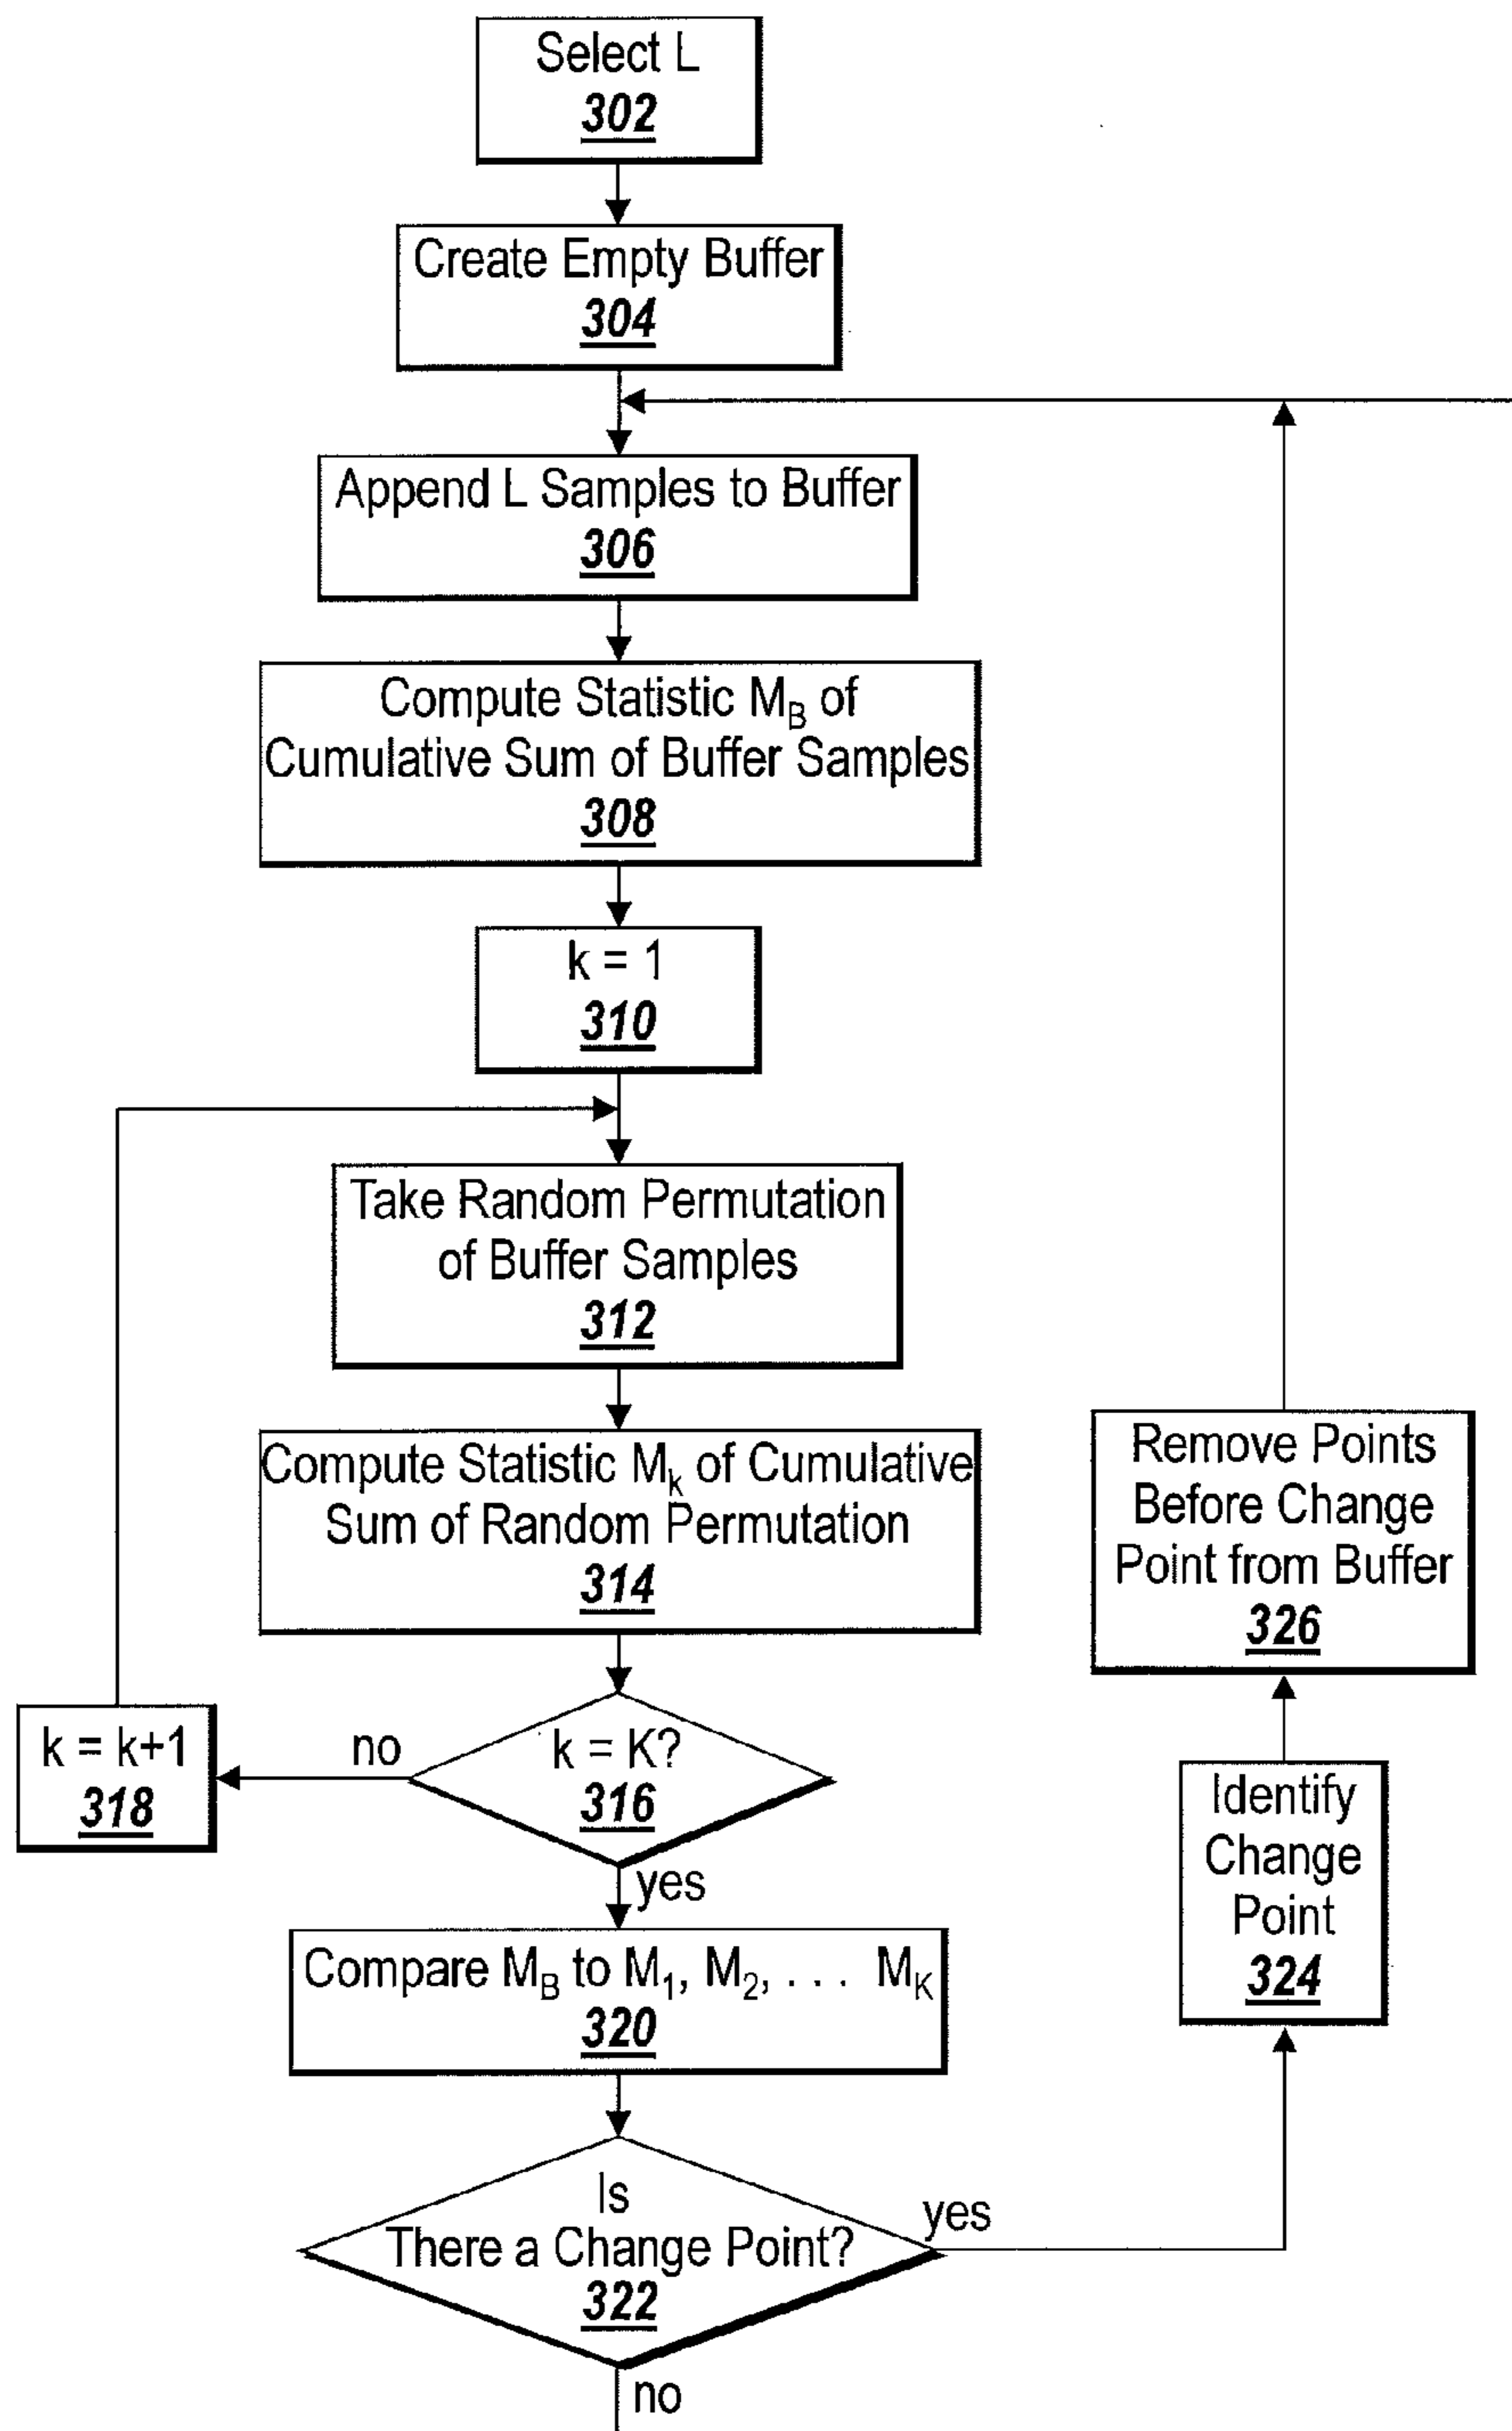 Select L
302
Create Empty Buffer
304
Append L Samples to Buffer
306
Compute Statistic M_B of
Cumulative Sum of Buffer Samples
308
k = 1
310
Take Random Permutation
of Buffer Samples
312
Compute Statistic M_k of Cumulative
Sum of Random Permutation
314
k = K?
316
no
k = k+1
318
yes
Compare M_B to M_1, M_2, . . . M_K
320
Is
There a Change Point?
322
yes
no
Identify
Change
Point
324
Remove Points
Before Change
Point from Buffer
326